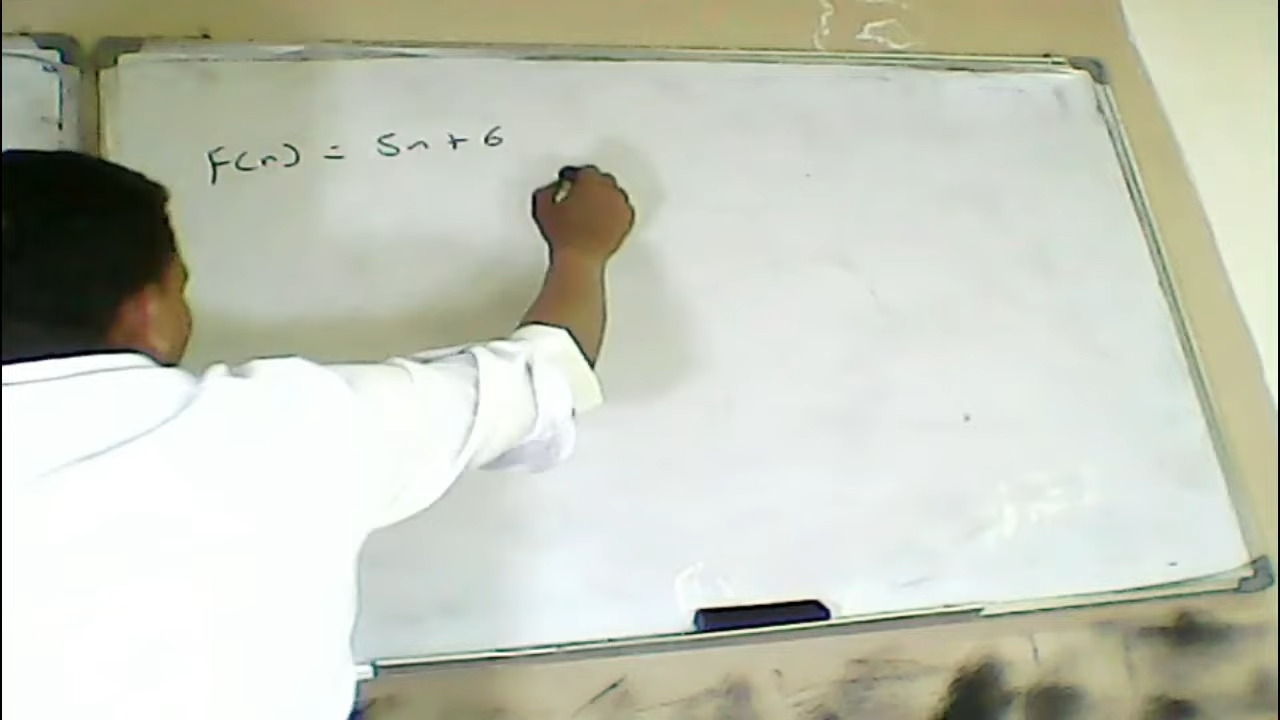 F(n) = 5n + 6